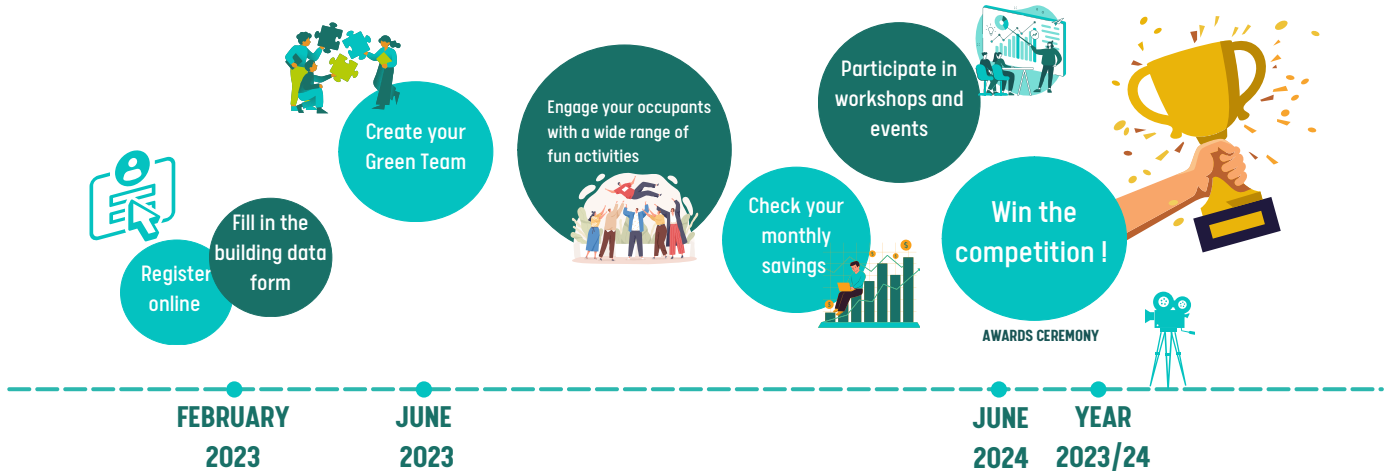 Register
online
Fill in the
building data
form
Create your
Green Team
Engage your occupants
with a wide range of
fun activities
Check your
monthly
savings
Participate in
workshops and
events
Win the
competition !
AWARDS CEREMONY
FEBRUARY
2023
JUNE
2023
JUNE
2024
YEAR
2023/24